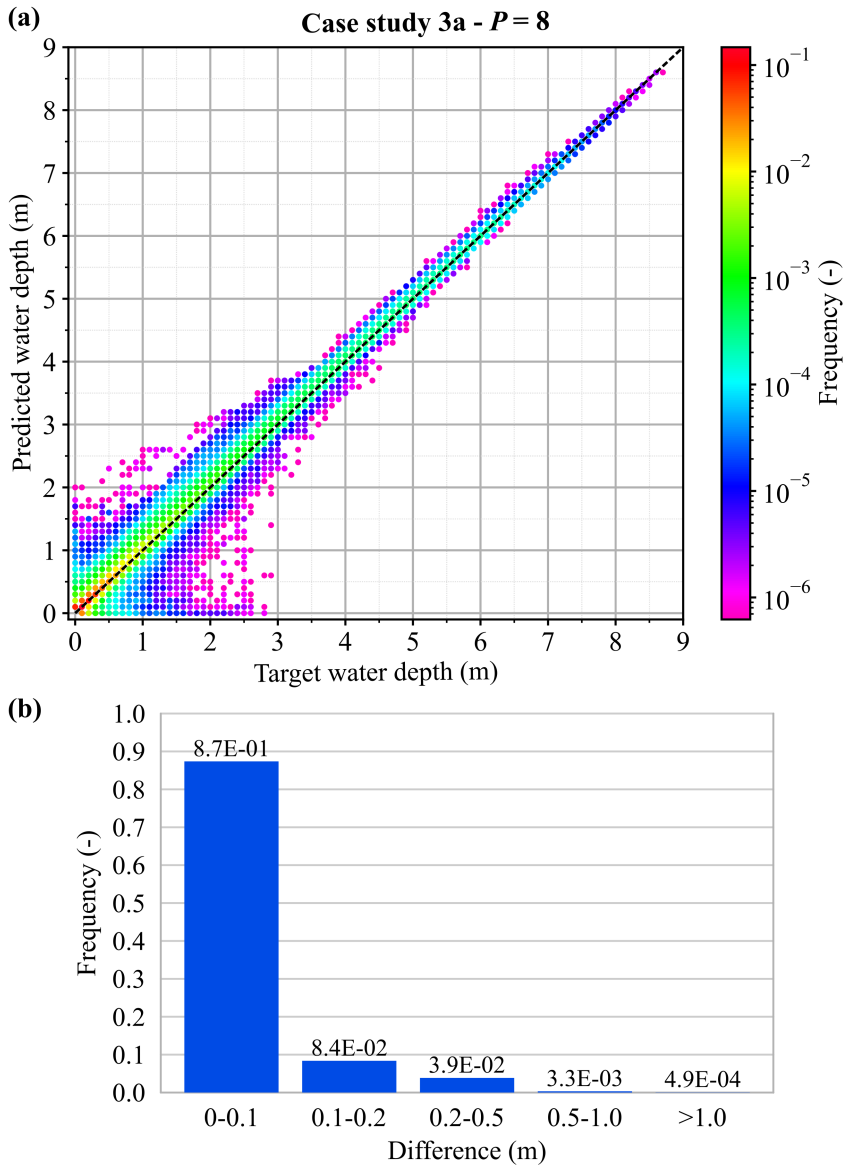 (a)
Case study 3a - P = 8
9
8
7
6
5
4
3
2
1
0
Predicted water depth (m)
0 1 2 3 4 5 6 7 8 9
Target water depth (m)
10⁻¹
10⁻²
10⁻³
10⁻⁴
10⁻⁵
10⁻⁶
Frequency (-)
(b)
1.0
0.9
0.8
0.7
0.6
0.5
0.4
0.3
0.2
0.1
0.0
Frequency (-)
8.7E-01
8.4E-02
3.9E-02
3.3E-03
4.9E-04
0-0.1 0.1-0.2 0.2-0.5 0.5-1.0 >1.0
Difference (m)